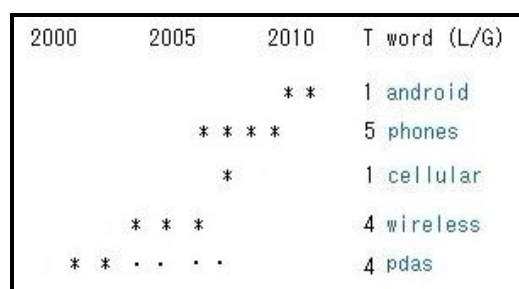 2000 2005 2010 T word (L/G)
* * 1 android
* * * * 5 phones
* 1 cellular
* * * 4 wireless
* * . . . . 4 pdas